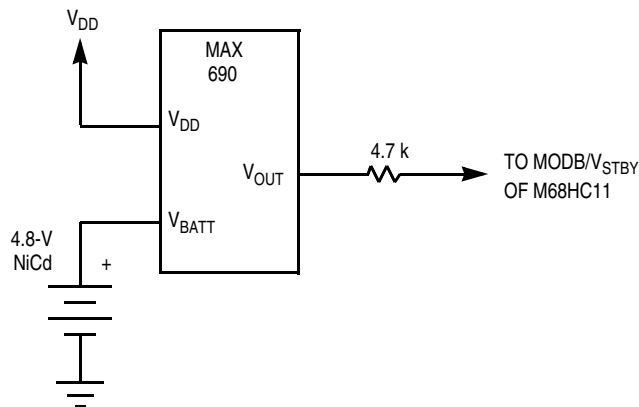 VDD
MAX
690
VDD
4.7 k
VOUT
TO MODB/VSTBY
OF M68HC11
VBATT
4.8-V
NiCd
+